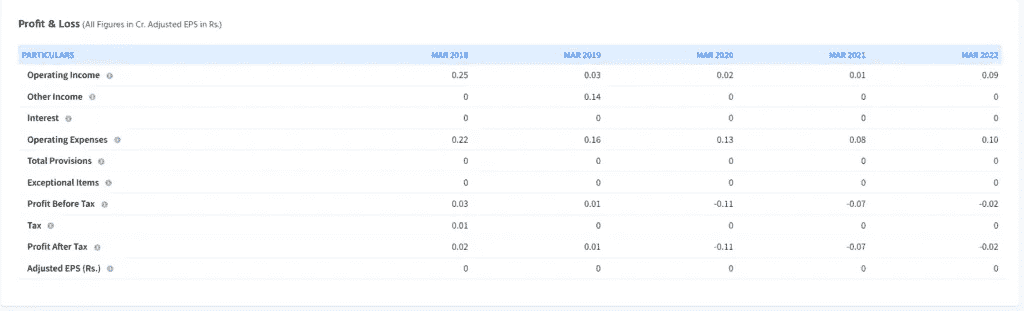 Profit & Loss (All Figures in Cr. Adjusted EPS in Rs.)
PARTICULARS MAR 2018 MAR 2019 MAR 2020 MAR 2021 MAR 2022
Operating Income 0.25 0.03 0.02 0.01 0.09
Other Income 0 0.14 0 0 0
Interest 0 0 0 0 0
Operating Expenses 0.22 0.16 0.13 0.08 0.10
Total Provisions 0 0 0 0 0
Exceptional Items 0 0 0 0 0
Profit Before Tax 0.03 0.01 -0.11 -0.07 -0.02
Tax 0.01 0 0 0 0
Profit After Tax 0.02 0.01 -0.11 -0.07 -0.02
Adjusted EPS (Rs.) 0 0 0 0 0